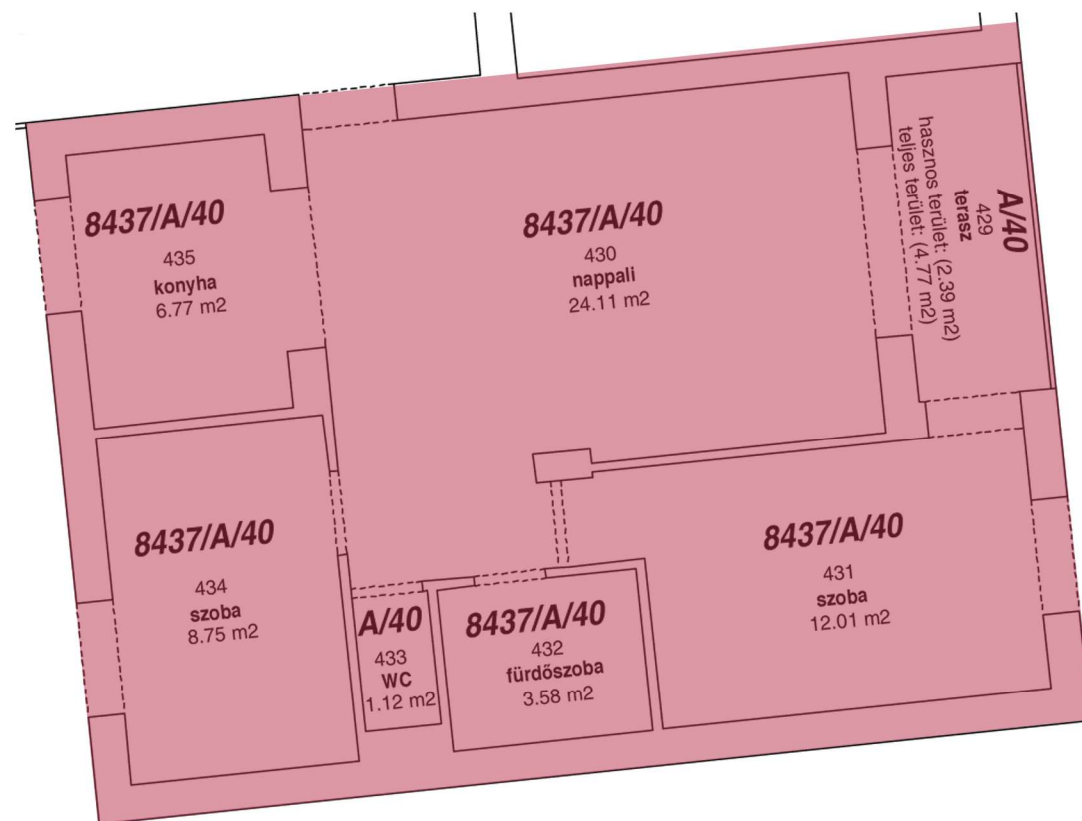 8437/A/40
435
konyha
6.77 m2
8437/A/40
430
nappali
24.11 m2
A/40
429
terasz
hasznos terület: (2.39 m2)
teljes terület: (4.77 m2)
8437/A/40
434
szoba
8.75 m2
A/40
433
WC
1.12 m2
8437/A/40
432
fürdőszoba
3.58 m2
8437/A/40
431
szoba
12.01 m2